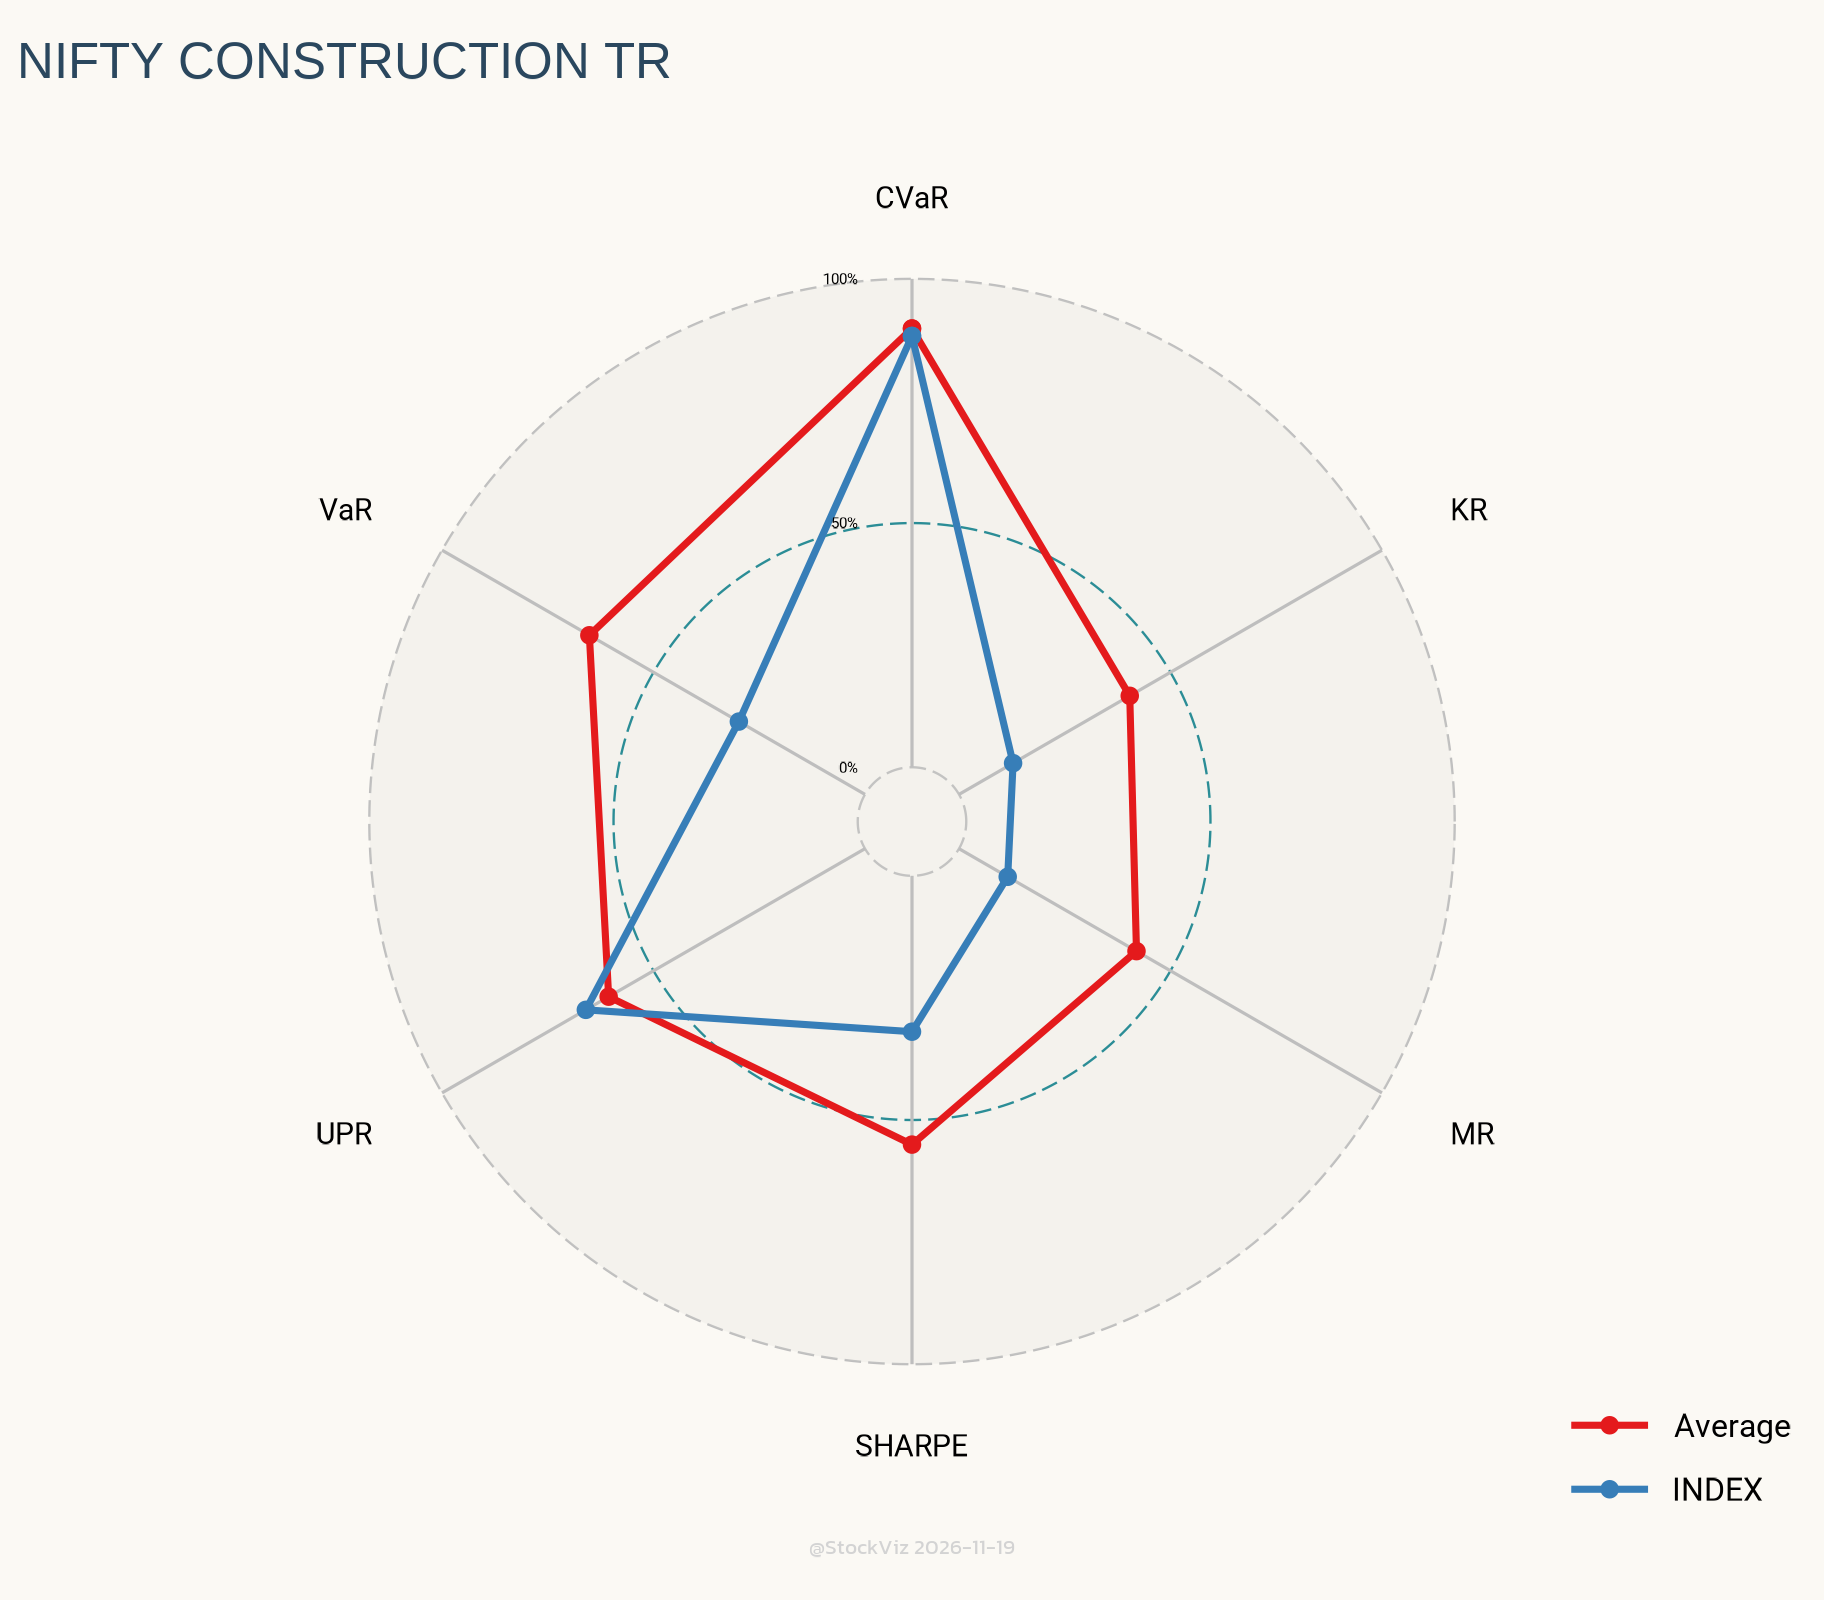 NIFTY CONSTRUCTION TR
CVaR
100%
VaR
KR
50%
0%
UPR
MR
SHARPE
Average
INDEX
@StockViz 2026-11-19